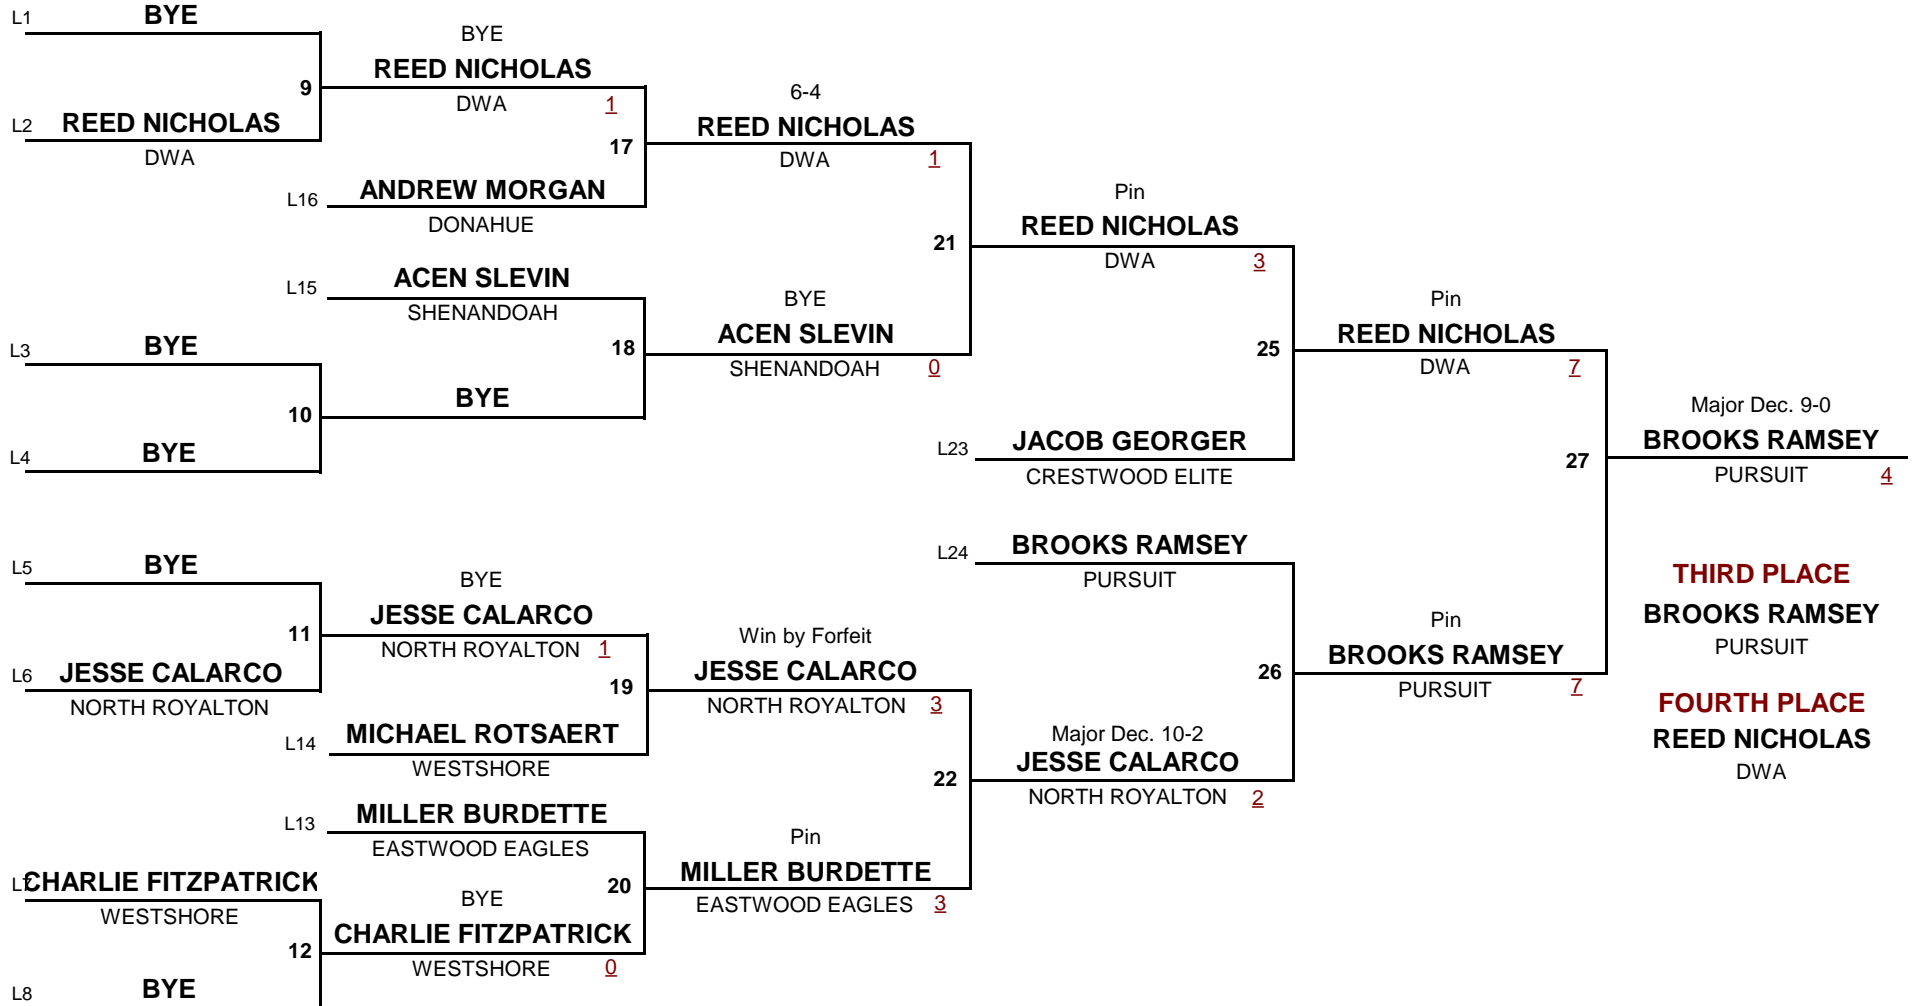 L1 BYE
BYE
REED NICHOLAS
9
DWA 1
6-4
L2 REED NICHOLAS
DWA
17
REED NICHOLAS
DWA 1
L16 ANDREW MORGAN
DONAHUE
Pin
REED NICHOLAS
21
DWA 3
L15 ACEN SLEVIN
SHENANDOAH
BYE
ACEN SLEVIN
18
SHENANDOAH 0
Pin
REED NICHOLAS
25
DWA 7
L3 BYE
BYE
10
L4 BYE
L23 JACOB GEORGER
CRESTWOOD ELITE
27
Major Dec. 9-0
BROOKS RAMSEY
PURSUIT 4
L24 BROOKS RAMSEY
PURSUIT
L5 BYE
BYE
JESSE CALARCO
11
NORTH ROYALTON 1
Win by Forfeit
JESSE CALARCO
NORTH ROYALTON 3
L6 JESSE CALARCO
NORTH ROYALTON
19
26
Pin
BROOKS RAMSEY
PURSUIT 7
THIRD PLACE
BROOKS RAMSEY
PURSUIT
FOURTH PLACE
REED NICHOLAS
DWA
L14 MICHAEL ROTSAERT
WESTSHORE
22
Major Dec. 10-2
JESSE CALARCO
NORTH ROYALTON 2
L13 MILLER BURDETTE
EASTWOOD EAGLES
20
Pin
MILLER BURDETTE
EASTWOOD EAGLES 3
L7 CHARLIE FITZPATRICK
WESTSHORE
BYE
CHARLIE FITZPATRICK
12
WESTSHORE 0
L8 BYE